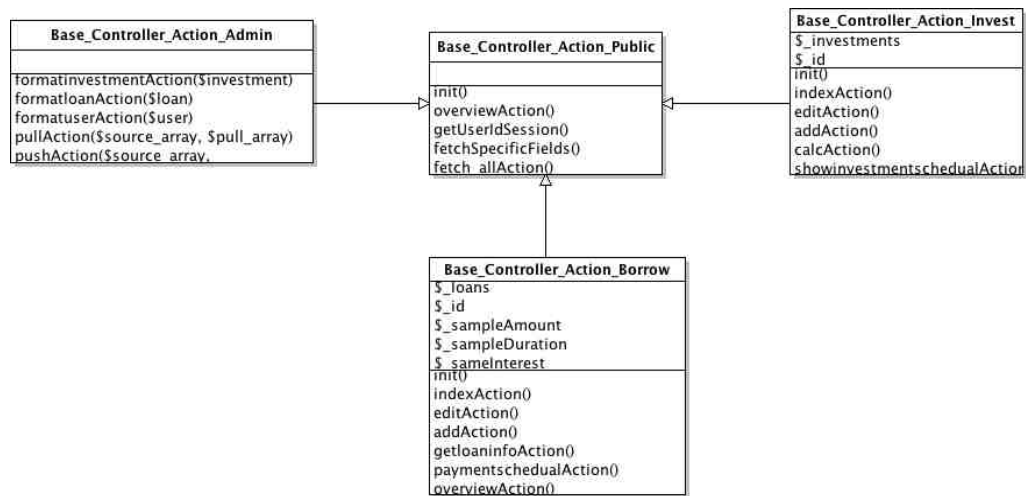 Base_Controller_Action_Admin
formatinvestmentAction($investment)
formatloanAction($loan)
formatuserAction($user)
pullAction($source_array, $pull_array)
pushAction($source_array,
Base_Controller_Action_Public
init()
overviewAction()
getUserIdSession()
fetchSpecificFields()
fetch_allAction()
Base_Controller_Action_Invest
$_investments
$_id
init()
indexAction()
editAction()
addAction()
calcAction()
showinvestmentschedualAction
Base_Controller_Action_Borrow
$_loans
$_id
$_sampleAmount
$_sampleDuration
$_sameInterest
init()
indexAction()
editAction()
addAction()
getloaninfoAction()
paymentschedualAction()
overviewAction()